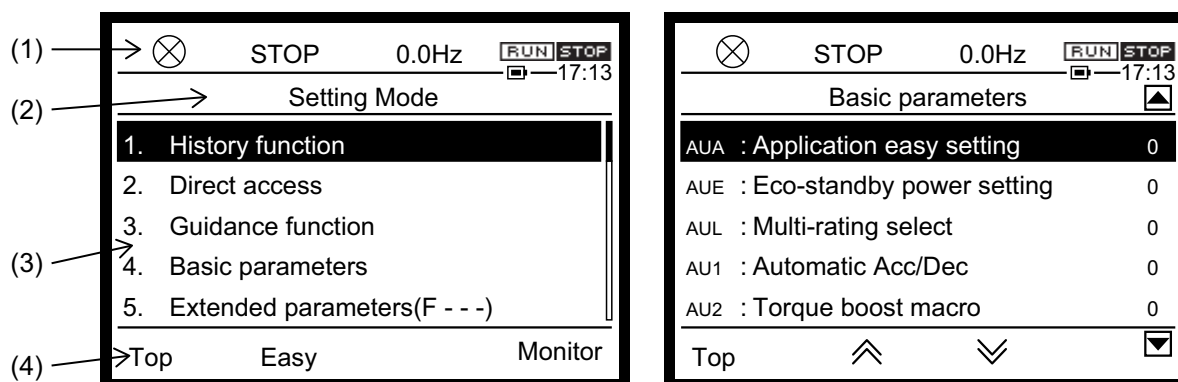 (1)
(2)
(3)
(4)
STOP 0.0Hz RUN STOP
17:13
Setting Mode
1. History function
2. Direct access
3. Guidance function
4. Basic parameters
5. Extended parameters(F - - -)
Top Easy Monitor
STOP 0.0Hz RUN STOP
17:13
Basic parameters
AUA : Application easy setting 0
AUE : Eco-standby power setting 0
AUL : Multi-rating select 0
AU1 : Automatic Acc/Dec 0
AU2 : Torque boost macro 0
Top